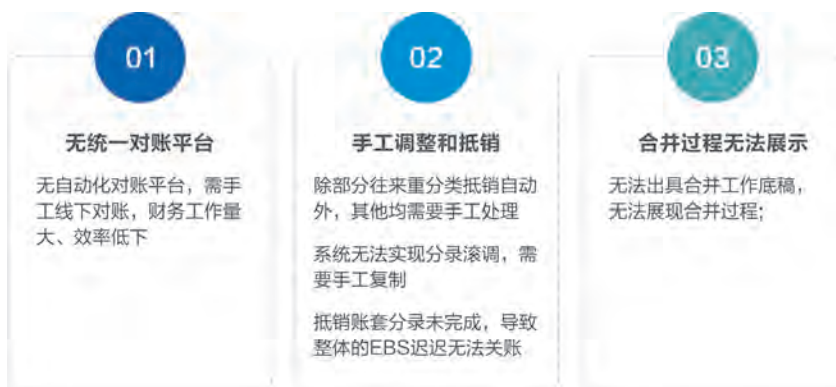 01
无统一对账平台
无自动化对账平台，需手
工线下对账，财务工作量
大、效率低下
02
手工调整和抵销
除部分往来重分类抵销自动
外，其他均需要手工处理
系统无法实现分录滚调，需
要手工复制
抵销账套分录未完成，导致
整体的EBS迟迟无法关账
03
合并过程无法展示
无法出具合并工作底稿，
无法展现合并过程;